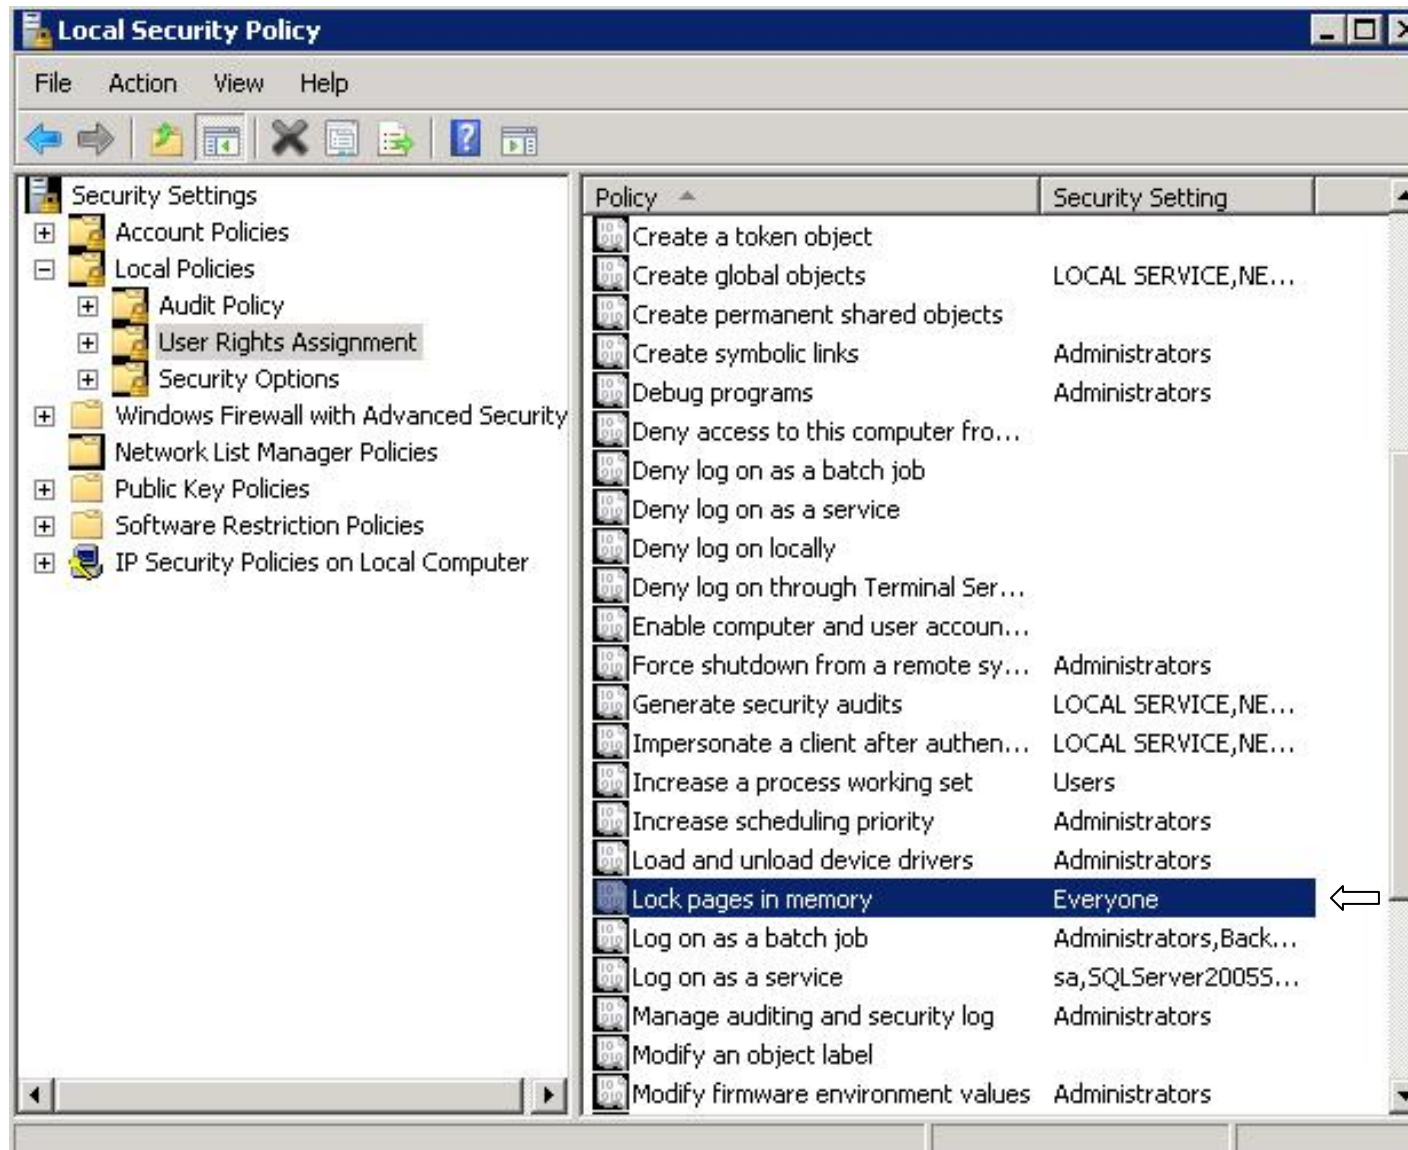 Local Security Policy
File Action View Help
Security Settings
Account Policies
Local Policies
Audit Policy
User Rights Assignment
Security Options
Windows Firewall with Advanced Security
Network List Manager Policies
Public Key Policies
Software Restriction Policies
IP Security Policies on Local Computer
Policy Security Setting
Create a token object
Create global objects LOCAL SERVICE,NE...
Create permanent shared objects
Create symbolic links Administrators
Debug programs Administrators
Deny access to this computer fro...
Deny log on as a batch job
Deny log on as a service
Deny log on locally
Deny log on through Terminal Ser...
Enable computer and user accoun...
Force shutdown from a remote sy... Administrators
Generate security audits LOCAL SERVICE,NE...
Impersonate a client after authen... LOCAL SERVICE,NE...
Increase a process working set Users
Increase scheduling priority Administrators
Load and unload device drivers Administrators
Lock pages in memory Everyone
Log on as a batch job Administrators,Back...
Log on as a service sa,SQLServer2005S...
Manage auditing and security log Administrators
Modify an object label
Modify firmware environment values Administrators